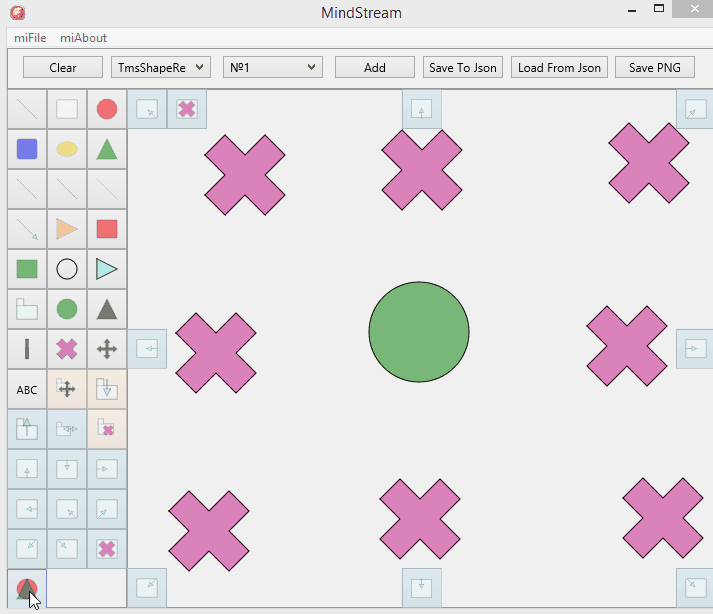 MindStream
miFile miAbout
Clear TmsShapeRe №1 Add Save To Json Load From Json Save PNG
ABC